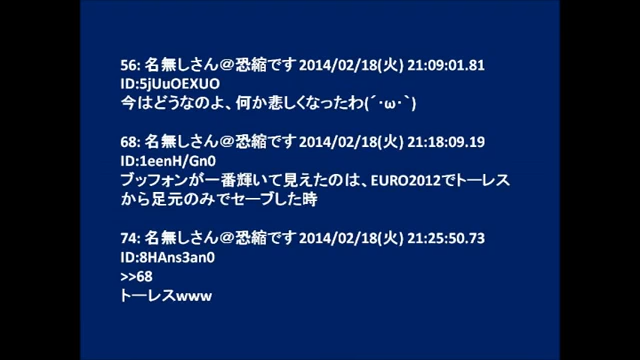 56: 名無しさん＠恐縮です 2014/02/18(火) 21:09:01.81
ID:5jUuOEXUO
今はどうなのよ、何か悲しくなったわ(´･ω･`)
68: 名無しさん＠恐縮です 2014/02/18(火) 21:18:09.19
ID:1eenH/Gn0
ブッフォンが一番輝いて見えたのは、EURO2012でトーレス
から足元のみでセーブした時
74: 名無しさん＠恐縮です 2014/02/18(火) 21:25:50.73
ID:8HAns3an0
>>68
トーレスwww